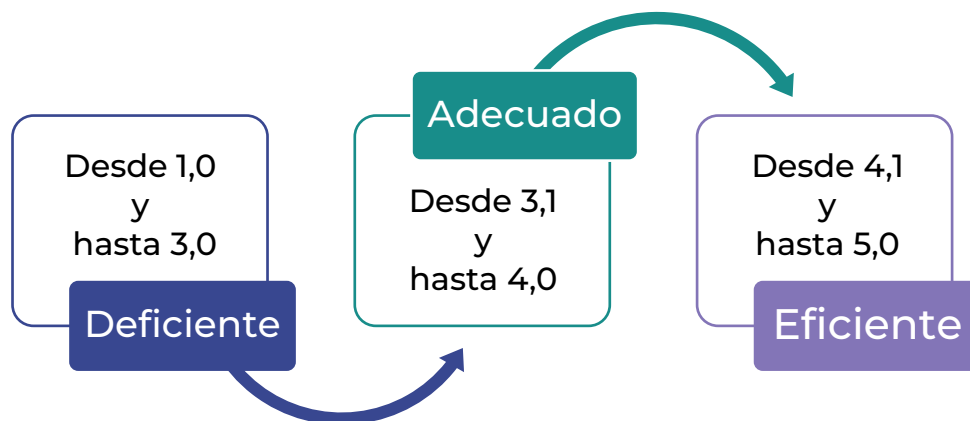 Desde 1,0
y
hasta 3,0
Deficiente
Adecuado
Desde 3,1
y
hasta 4,0
Desde 4,1
y
hasta 5,0
Eficiente